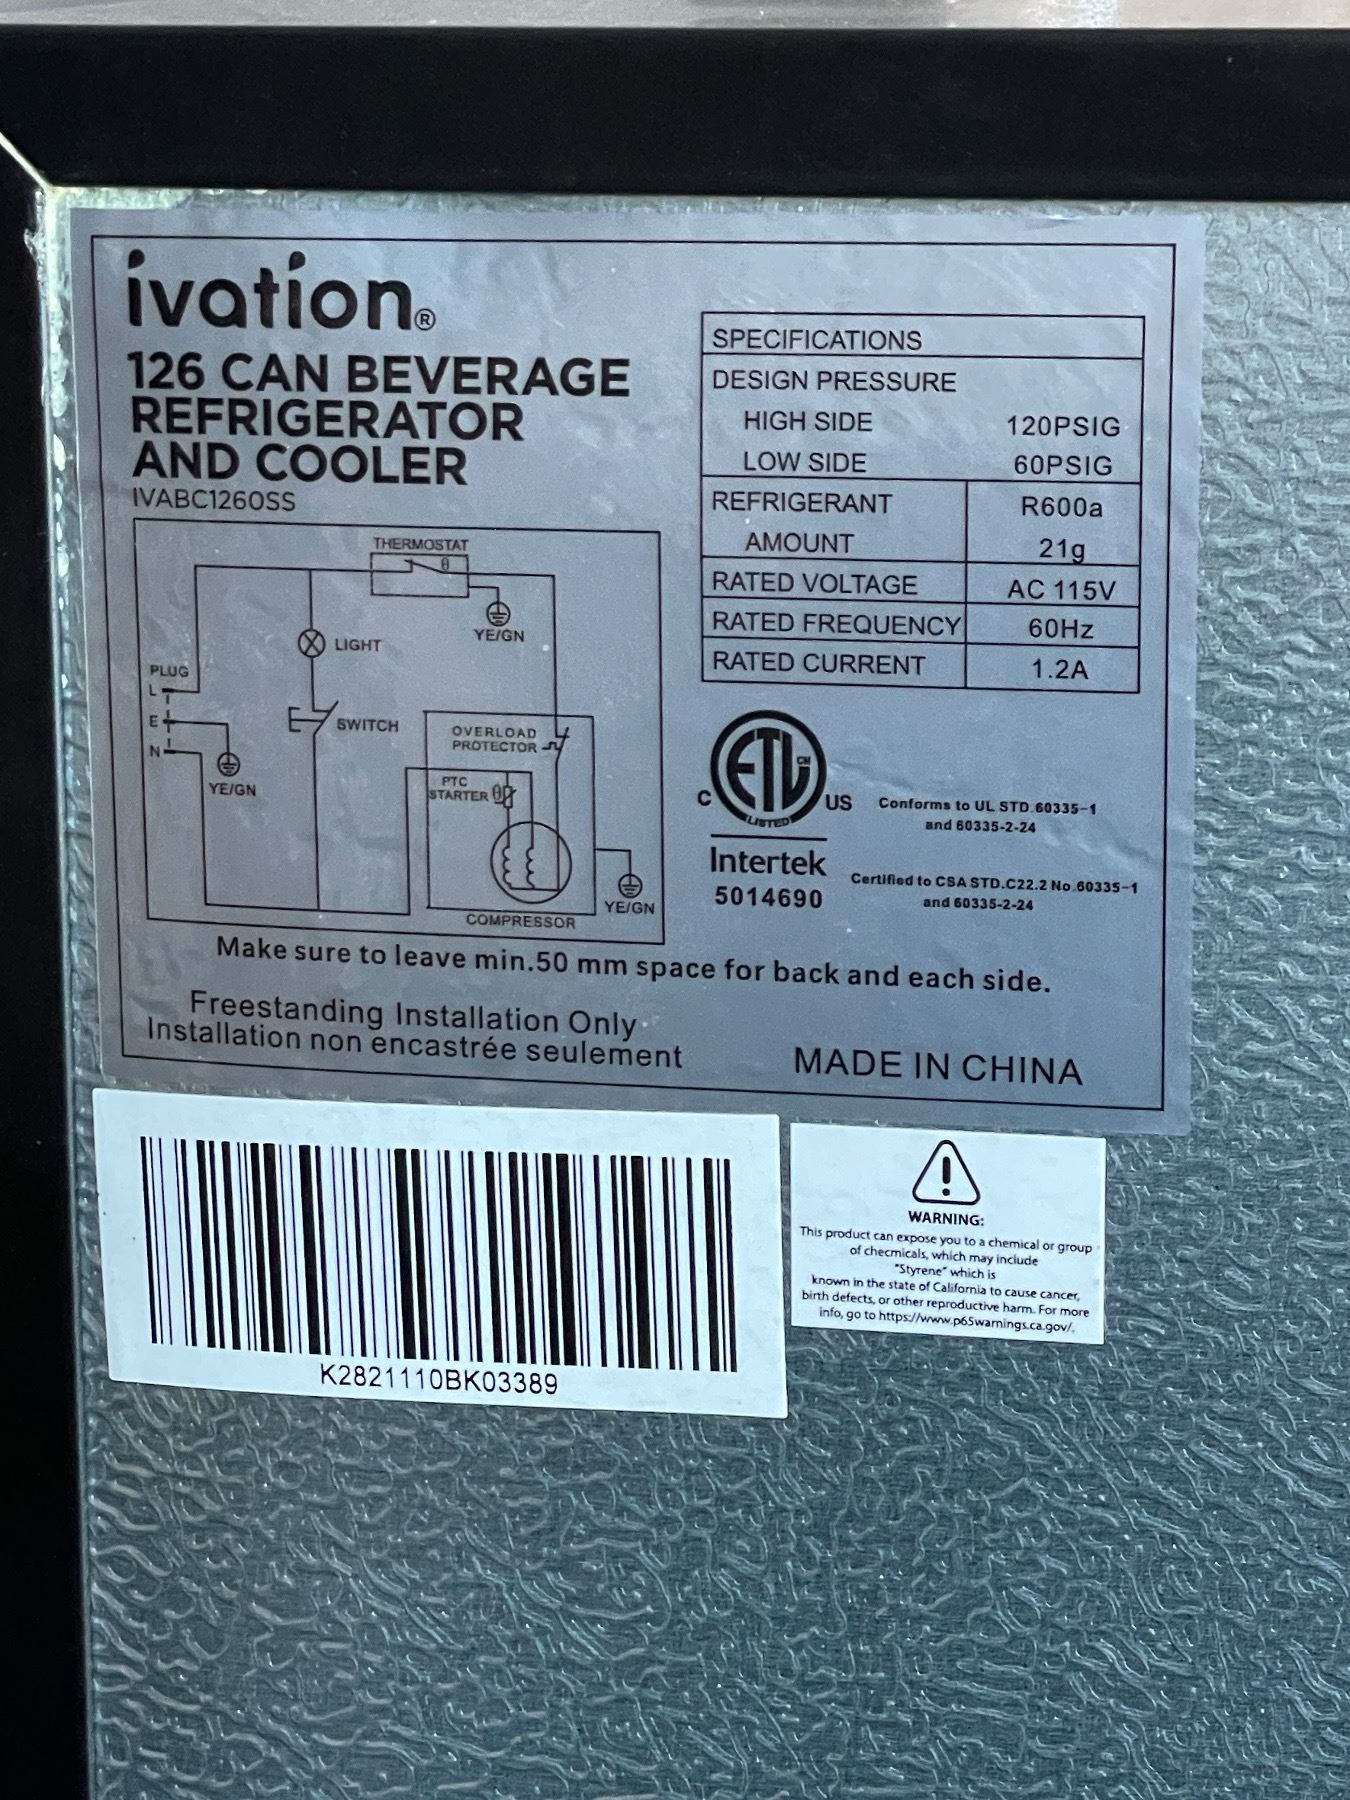 ivation®
126 CAN BEVERAGE
REFRIGERATOR
AND COOLER
IVABC1260SS
THERMOSTAT
θ
YE/GN
LIGHT
PLUG
L
E
N
YE/GN
SWITCH
OVERLOAD
PROTECTOR
PTC
STARTER θ
COMPRESSOR
YE/GN
SPECIFICATIONS
DESIGN PRESSURE
HIGH SIDE 120PSIG
LOW SIDE 60PSIG
REFRIGERANT R600a
AMOUNT 21g
RATED VOLTAGE AC 115V
RATED FREQUENCY 60Hz
RATED CURRENT 1.2A
C ETL CM US
LISTED
Intertek
5014690
Conforms to UL STD.60335-1
and 60335-2-24
Certified to CSA STD.C22.2 No.60335-1
and 60335-2-24
Make sure to leave min.50 mm space for back and each side.
Freestanding Installation Only
Installation non encastrée seulement
MADE IN CHINA
K2821110BK03389
WARNING:
This product can expose you to a chemical or group
of checmicals, which may include
"Styrene" which is
known in the state of California to cause cancer,
birth defects, or other reproductive harm. For more
info, go to https://www.p65warnings.ca.gov/.